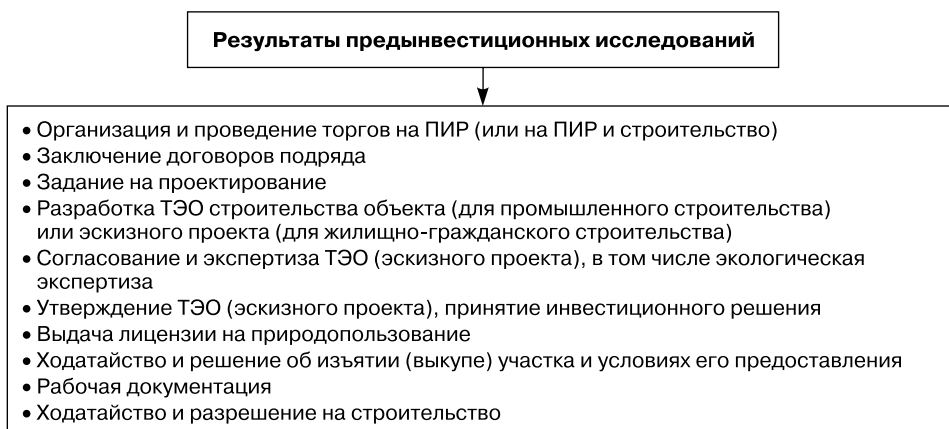 Результаты предынвестиционных исследований
• Организация и проведение торгов на ПИР (или на ПИР и строительство)
• Заключение договоров подряда
• Задание на проектирование
• Разработка ТЭО строительства объекта (для промышленного строительства)
или эскизного проекта (для жилищно-гражданского строительства)
• Согласование и экспертиза ТЭО (эскизного проекта), в том числе экологическая
экспертиза
• Утверждение ТЭО (эскизного проекта), принятие инвестиционного решения
• Выдача лицензии на природопользование
• Ходатайство и решение об изъятии (выкупе) участка и условиях его предоставления
• Рабочая документация
• Ходатайство и разрешение на строительство